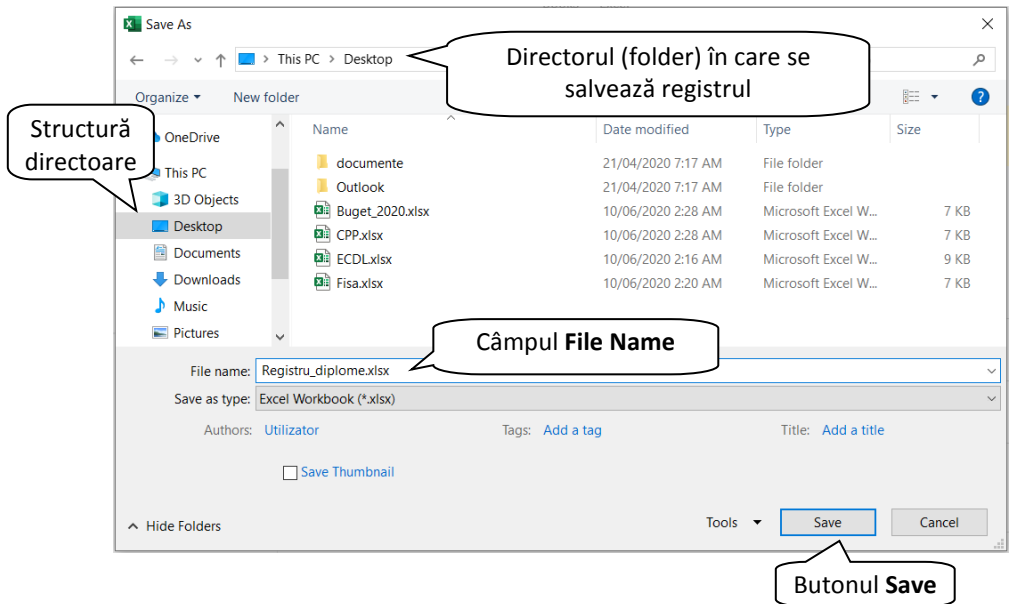 Save As
This PC > Desktop
Directorul (folder) în care se
salvează registrul
Organize
New folder
Structură
directoare
OneDrive
This PC
3D Objects
Desktop
Documents
Downloads
Music
Pictures
Name Date modified Type Size
documente 21/04/2020 7:17 AM File folder
Outlook 21/04/2020 7:17 AM File folder
Buget_2020.xlsx 10/06/2020 2:28 AM Microsoft Excel W... 7 KB
CPP.xlsx 10/06/2020 2:28 AM Microsoft Excel W... 7 KB
ECDL.xlsx 10/06/2020 2:16 AM Microsoft Excel W... 9 KB
Fisa.xlsx 10/06/2020 2:20 AM Microsoft Excel W... 7 KB
Câmpul File Name
File name: Registru_diplome.xlsx
Save as type: Excel Workbook (*.xlsx)
Authors: Utilizator Tags: Add a tag Title: Add a title
Save Thumbnail
Hide Folders Tools Save Cancel
Butonul Save